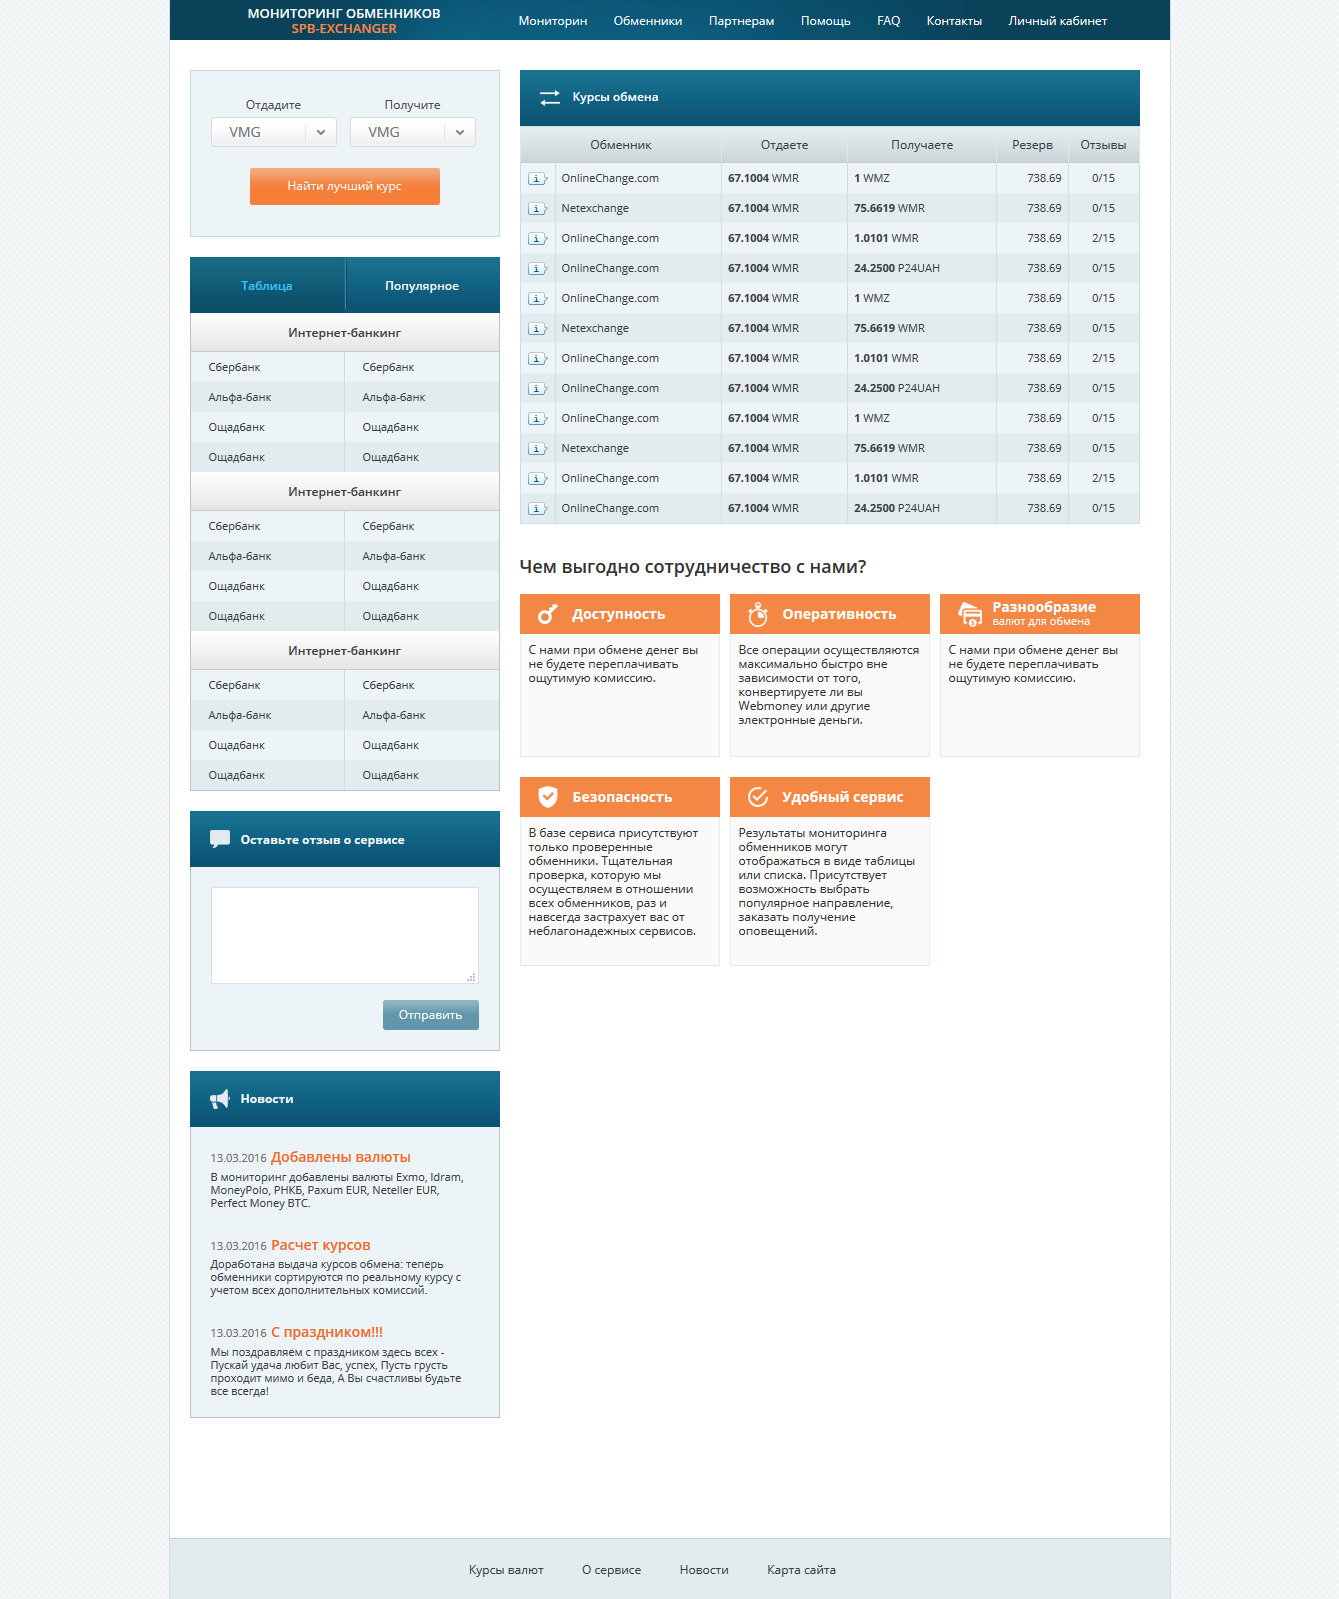 МОНИТОРИНГ ОБМЕННИКОВ
SPB-EXCHANGER
Мониторин Обменники Партнерам Помощь FAQ Контакты Личный кабинет
Отдадите Получите
VMG VMG
Найти лучший курс
Таблица Популярное
Интернет-банкинг
Сбербанк Сбербанк
Альфа-банк Альфа-банк
Ощадбанк Ощадбанк
Ощадбанк Ощадбанк
Интернет-банкинг
Сбербанк Сбербанк
Альфа-банк Альфа-банк
Ощадбанк Ощадбанк
Ощадбанк Ощадбанк
Интернет-банкинг
Сбербанк Сбербанк
Альфа-банк Альфа-банк
Ощадбанк Ощадбанк
Ощадбанк Ощадбанк
Оставьте отзыв о сервисе
Отправить
Новости
13.03.2016 Добавлены валюты
В мониторинг добавлены валюты Exmo, Idram,
MoneyPolo, РНКБ, Paxum EUR, Neteller EUR,
Perfect Money BTC.
13.03.2016 Расчет курсов
Доработана выдача курсов обмена: теперь
обменники сортируются по реальному курсу с
учетом всех дополнительных комиссий.
13.03.2016 С праздником!!!
Мы поздравляем с праздником здесь всех -
Пускай удача любит Вас, успех, Пусть грусть
проходит мимо и беда, А Вы счастливы будьте
все всегда!
Курсы обмена
Обменник Отдаете Получаете Резерв Отзывы
i OnlineChange.com 67.1004 WMR 1 WMZ 738.69 0/15
i Netexchange 67.1004 WMR 75.6619 WMR 738.69 0/15
i OnlineChange.com 67.1004 WMR 1.0101 WMR 738.69 2/15
i OnlineChange.com 67.1004 WMR 24.2500 P24UAH 738.69 0/15
i OnlineChange.com 67.1004 WMR 1 WMZ 738.69 0/15
i Netexchange 67.1004 WMR 75.6619 WMR 738.69 0/15
i OnlineChange.com 67.1004 WMR 1.0101 WMR 738.69 2/15
i OnlineChange.com 67.1004 WMR 24.2500 P24UAH 738.69 0/15
i OnlineChange.com 67.1004 WMR 1 WMZ 738.69 0/15
i Netexchange 67.1004 WMR 75.6619 WMR 738.69 0/15
i OnlineChange.com 67.1004 WMR 1.0101 WMR 738.69 2/15
i OnlineChange.com 67.1004 WMR 24.2500 P24UAH 738.69 0/15
Чем выгодно сотрудничество с нами?
Доступность
С нами при обмене денег вы
не будете переплачивать
ощутимую комиссию.
Оперативность
Все операции осуществляются
максимально быстро вне
зависимости от того,
конвертируете ли вы
Webmoney или другие
электронные деньги.
Разнообразие
валют для обмена
С нами при обмене денег вы
не будете переплачивать
ощутимую комиссию.
Безопасность
В базе сервиса присутствуют
только проверенные
обменники. Тщательная
проверка, которую мы
осуществляем в отношении
всех обменников, раз и
навсегда застрахует вас от
неблагонадежных сервисов.
Удобный сервис
Результаты мониторинга
обменников могут
отображаться в виде таблицы
или списка. Присутствует
возможность выбрать
популярное направление,
заказать получение
оповещений.
Курсы валют О сервисе Новости Карта сайта